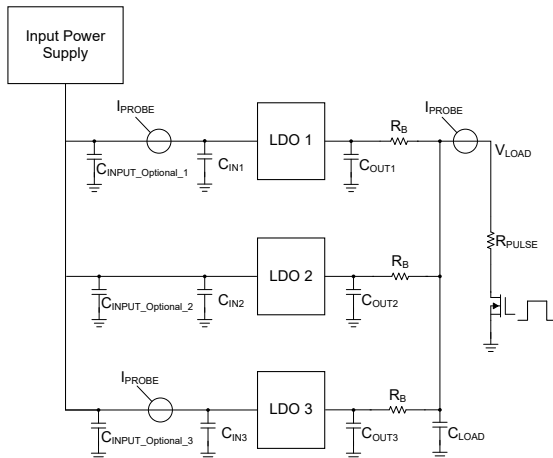 Input Power
Supply
IPROBE
CINPUT_Optional_1
CIN1
LDO 1
COUT1
RB
IPROBE
VLOAD
RPULSE
CINPUT_Optional_2
CIN2
LDO 2
COUT2
RB
IPROBE
CINPUT_Optional_3
CIN3
LDO 3
COUT3
RB
CLOAD